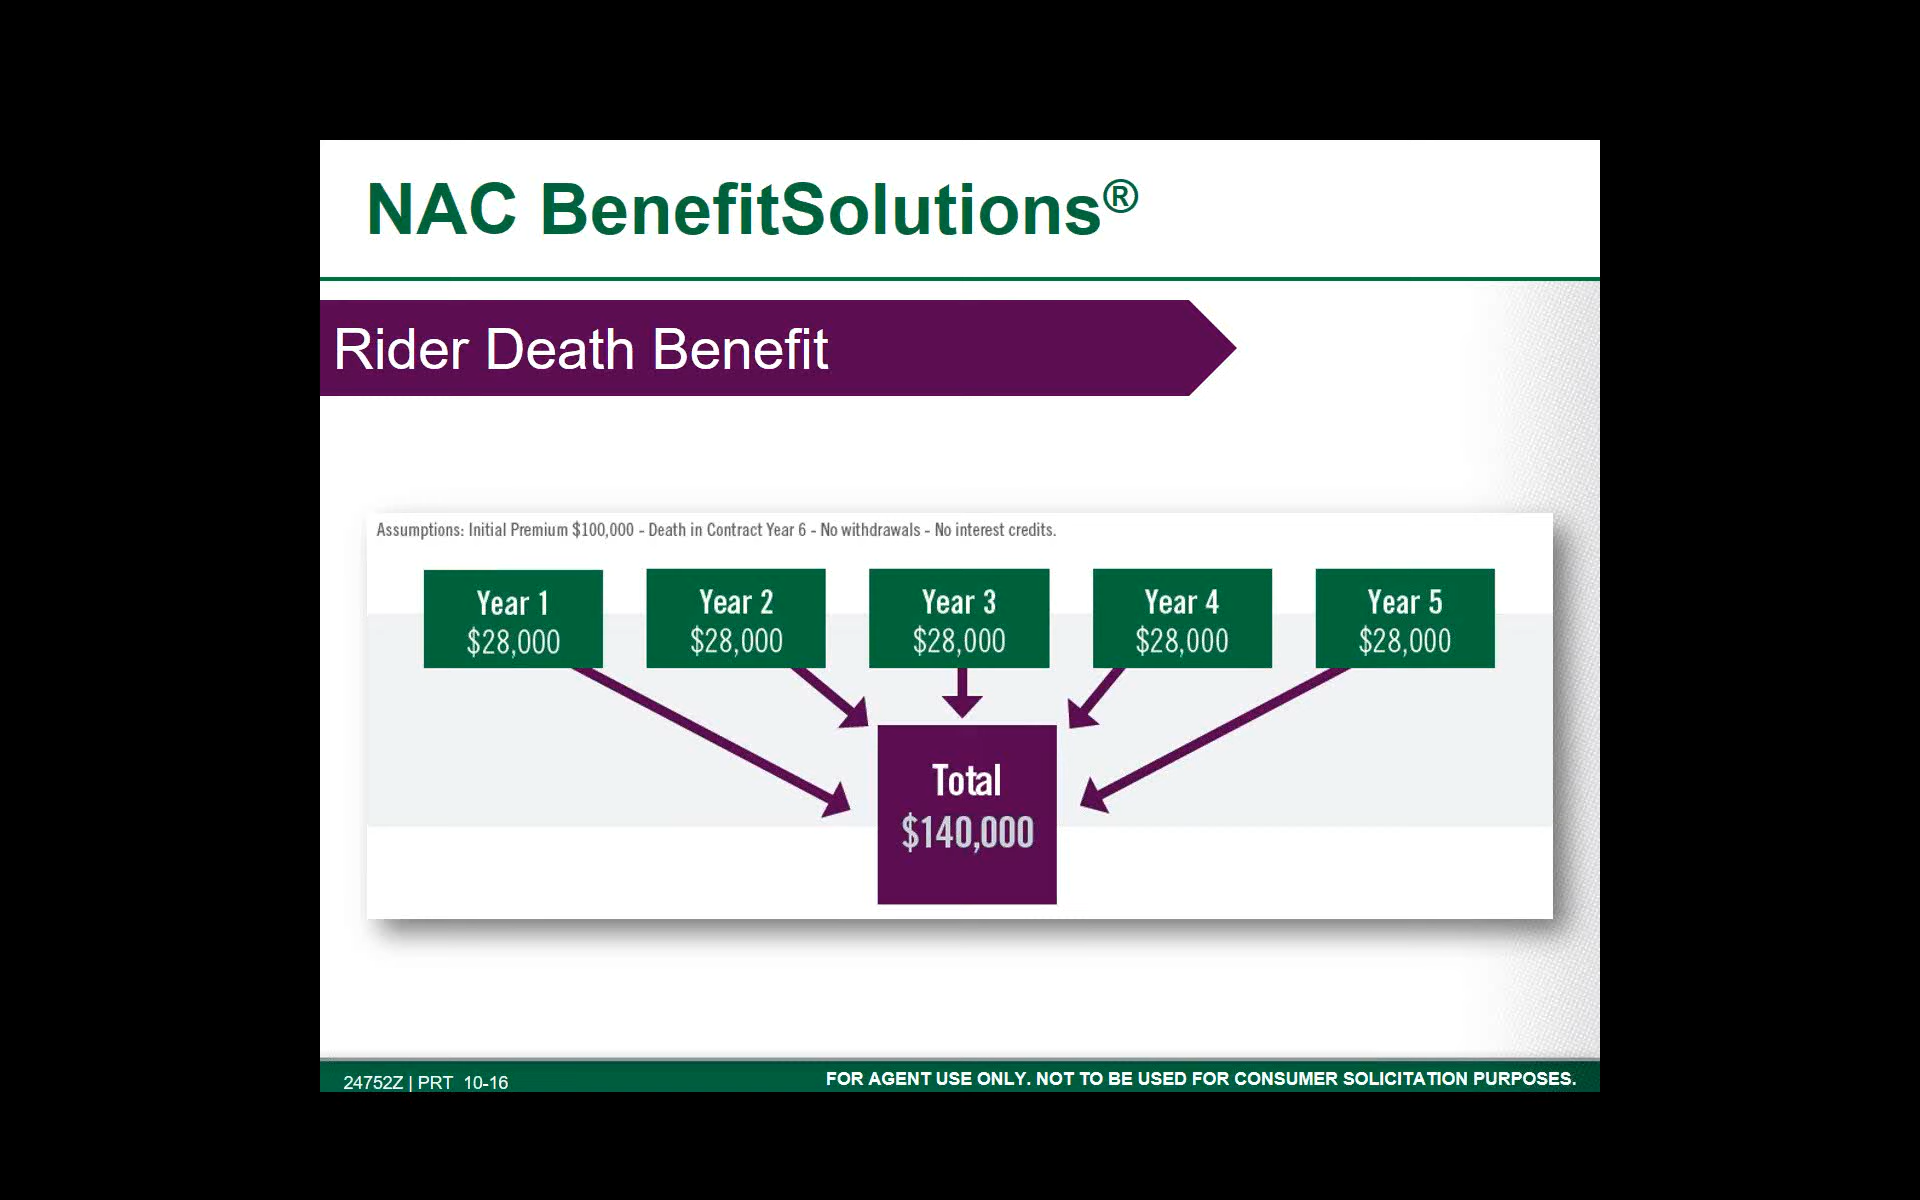 NAC BenefitSolutions®
Rider Death Benefit
Assumptions: Initial Premium $100,000 - Death in Contract Year 6 - No withdrawals - No interest credits.
Year 1
$28,000
Year 2
$28,000
Year 3
$28,000
Year 4
$28,000
Year 5
$28,000
Total
$140,000
24752Z | PRT 10-16
FOR AGENT USE ONLY. NOT TO BE USED FOR CONSUMER SOLICITATION PURPOSES.